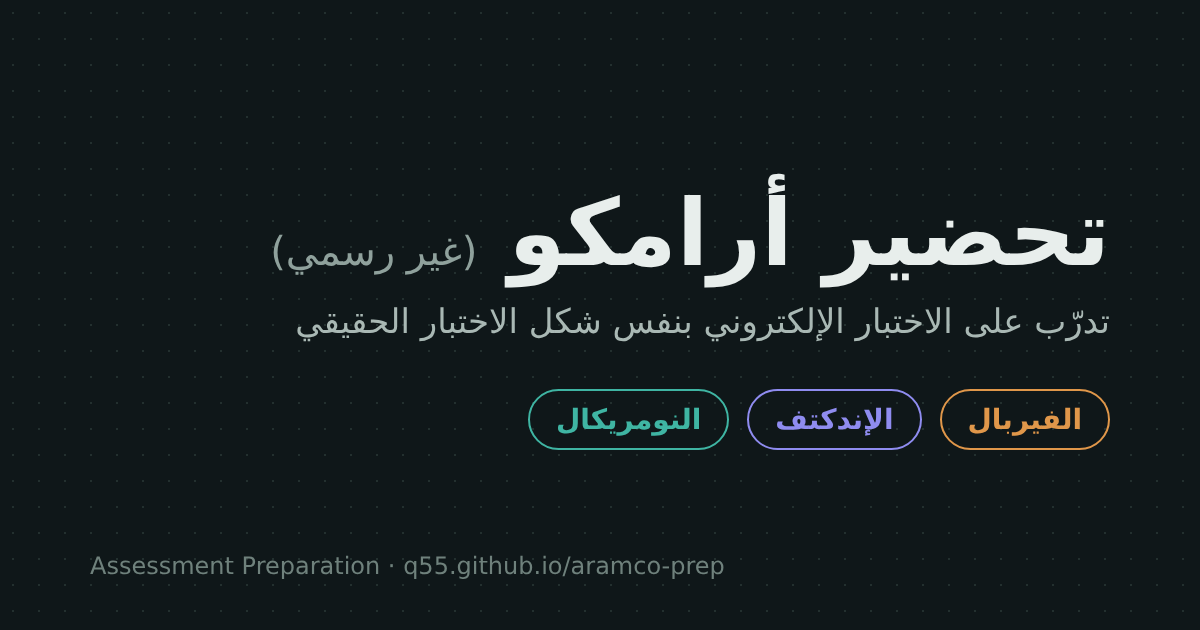 تحضير أرامكو (غير رسمي)
تدرّب على الاختبار الإلكتروني بنفس شكل الاختبار الحقيقي
الفيربال الإندكتف النومريكال
Assessment Preparation · q55.github.io/aramco-prep